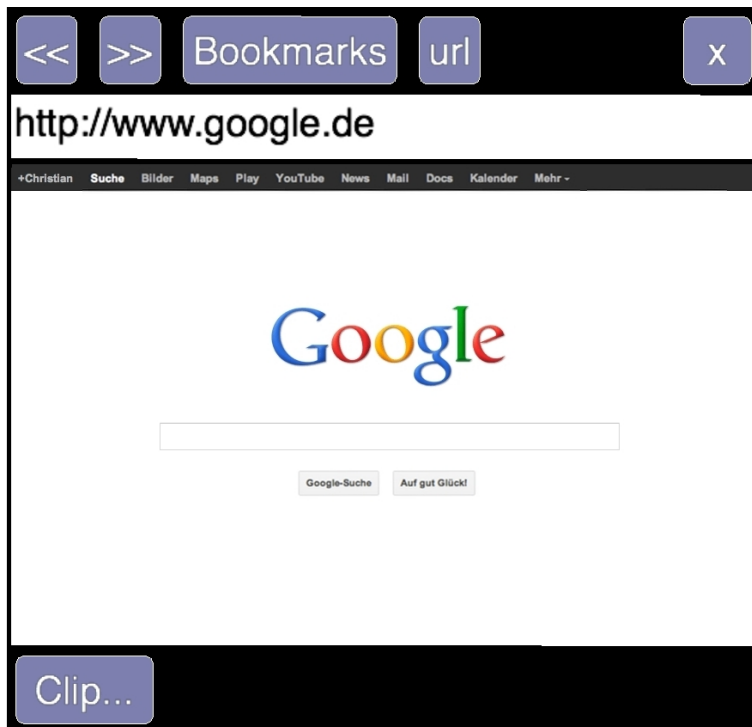 << >> Bookmarks url x
http://www.google.de
+Christian Suche Bilder Maps Play YouTube News Mail Docs Kalender Mehr
Google
Google-Suche Auf gut Glück!
Clip...